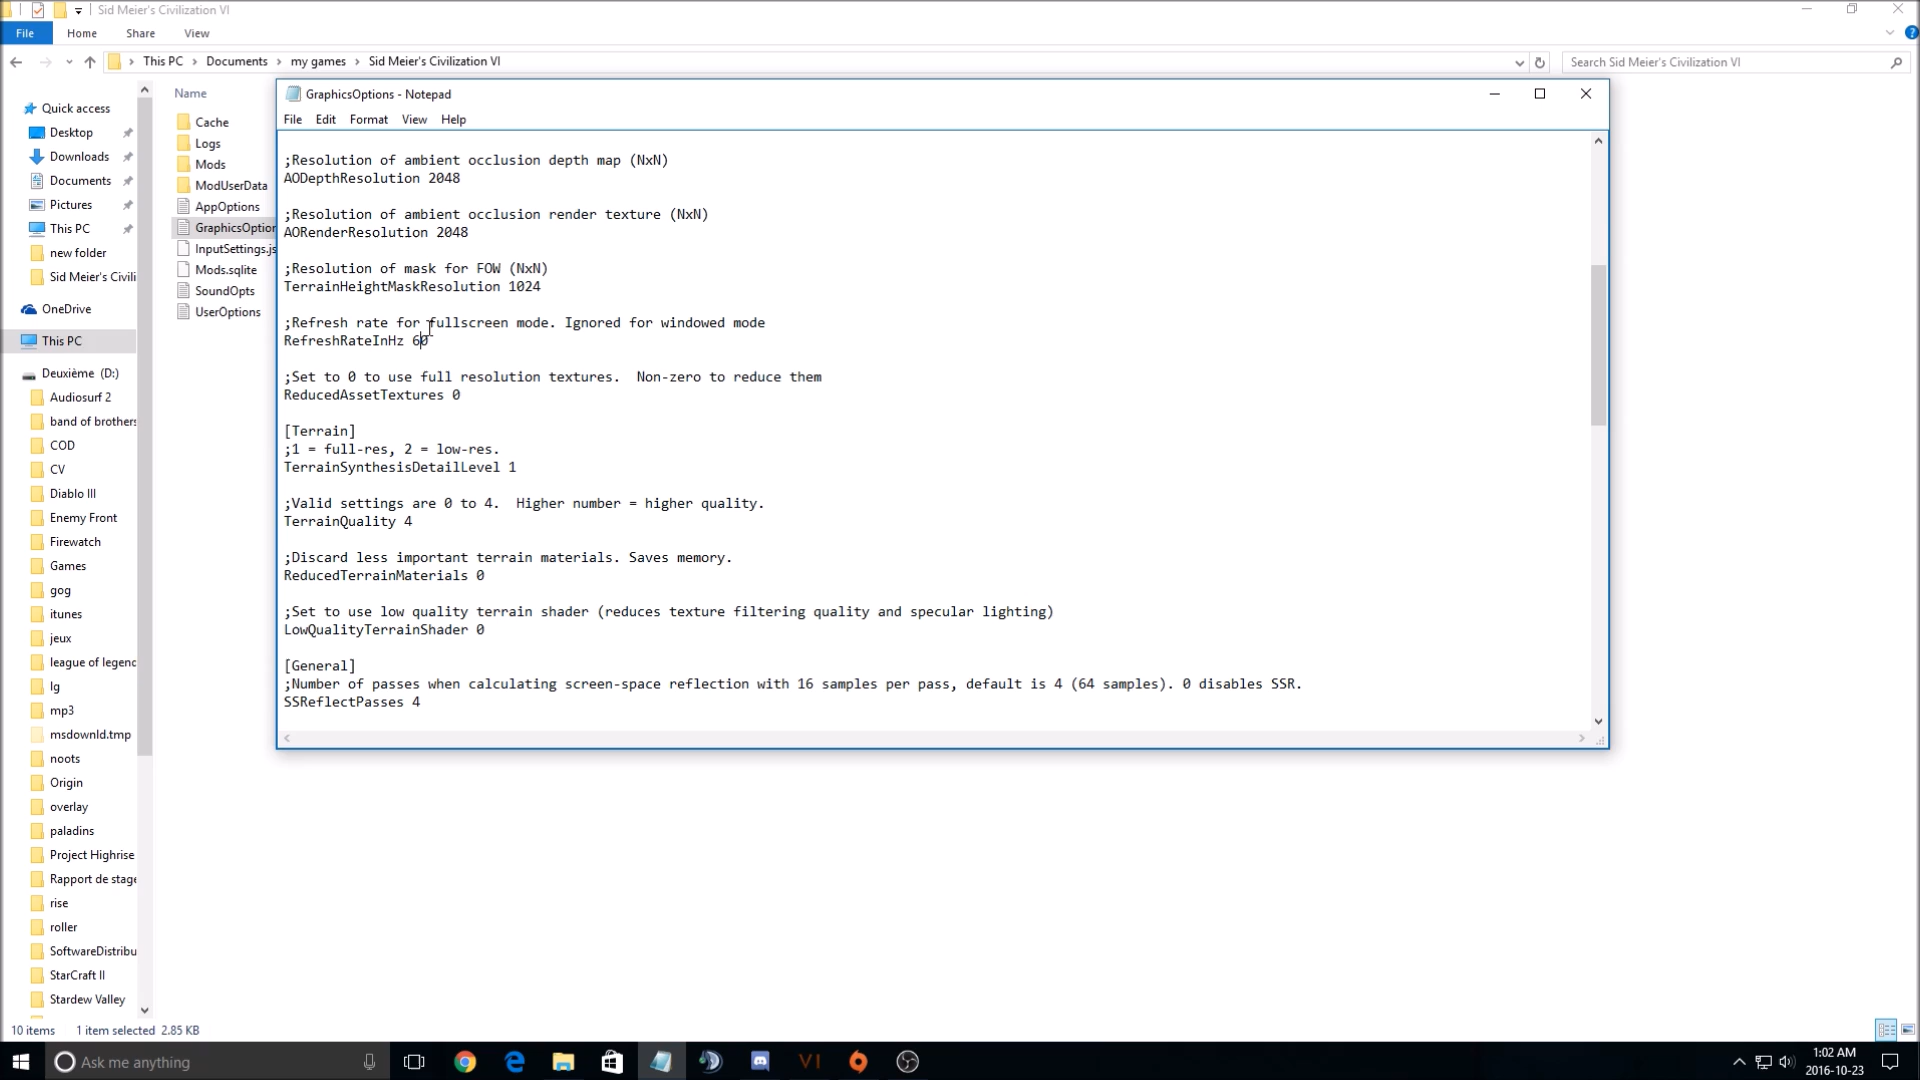 Sid Meier's Civilization VI
File Home Share View
This PC Documents my games Sid Meier's Civilization VI
Search Sid Meier's Civilization VI
Quick access
Desktop
Downloads
Documents
Pictures
This PC
new folder
Sid Meier's Civili
OneDrive
This PC
Deuxième (D:)
Audiosurf 2
band of brothers
COD
CV
Diablo III
Enemy Front
Firewatch
Games
gog
itunes
jeux
league of legend
lg
mp3
msdownld.tmp
noots
Origin
overlay
paladins
Project Highrise
Rapport de stage
rise
roller
SoftwareDistribu
StarCraft II
Stardew Valley
Name
Cache
Logs
Mods
ModUserData
AppOptions
GraphicsOption
InputSettings.js
Mods.sqlite
SoundOpts
UserOptions
GraphicsOptions - Notepad
File Edit Format View Help
;Resolution of ambient occlusion depth map (NxN)
AODepthResolution 2048
;Resolution of ambient occlusion render texture (NxN)
AORenderResolution 2048
;Resolution of mask for FOW (NxN)
TerrainHeightMaskResolution 1024
;Refresh rate for fullscreen mode. Ignored for windowed mode
RefreshRateInHz 60
;Set to 0 to use full resolution textures.  Non-zero to reduce them
ReducedAssetTextures 0
[Terrain]
;1 = full-res, 2 = low-res.
TerrainSynthesisDetailLevel 1
;Valid settings are 0 to 4.  Higher number = higher quality.
TerrainQuality 4
;Discard less important terrain materials. Saves memory.
ReducedTerrainMaterials 0
;Set to use low quality terrain shader (reduces texture filtering quality and specular lighting)
LowQualityTerrainShader 0
[General]
;Number of passes when calculating screen-space reflection with 16 samples per pass, default is 4 (64 samples). 0 disables SSR.
SSReflectPasses 4
10 items 1 item selected 2.85 KB
Ask me anything
VI
1:02 AM
2016-10-23